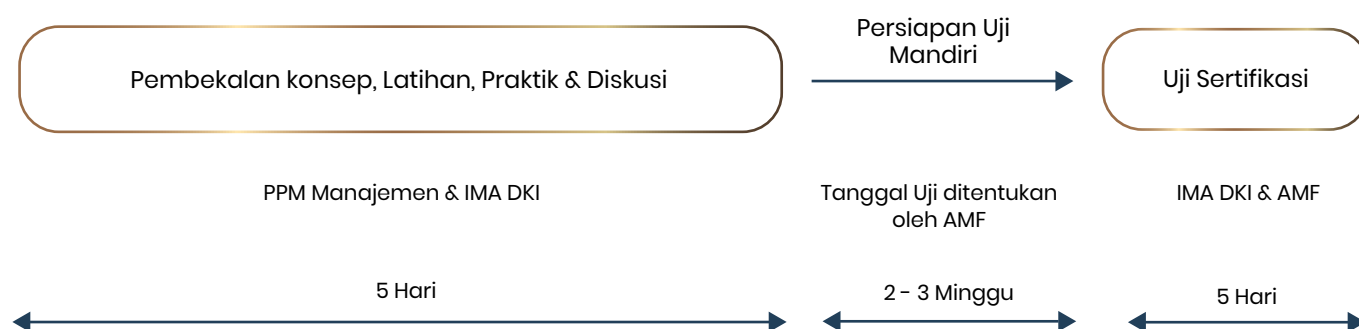 Pembekalan konsep, Latihan, Praktik & Diskusi
Persiapan Uji
Mandiri
Uji Sertifikasi
PPM Manajemen & IMA DKI
Tanggal Uji ditentukan
oleh AMF
IMA DKI & AMF
5 Hari
2 - 3 Minggu
5 Hari